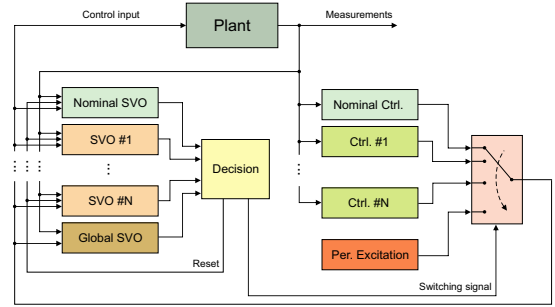 Control input
Plant
Measurements
Nominal SVO
SVO #1
SVO #N
Global SVO
Decision
Reset
Nominal Ctrl.
Ctrl. #1
Ctrl. #N
Per. Excitation
Switching signal